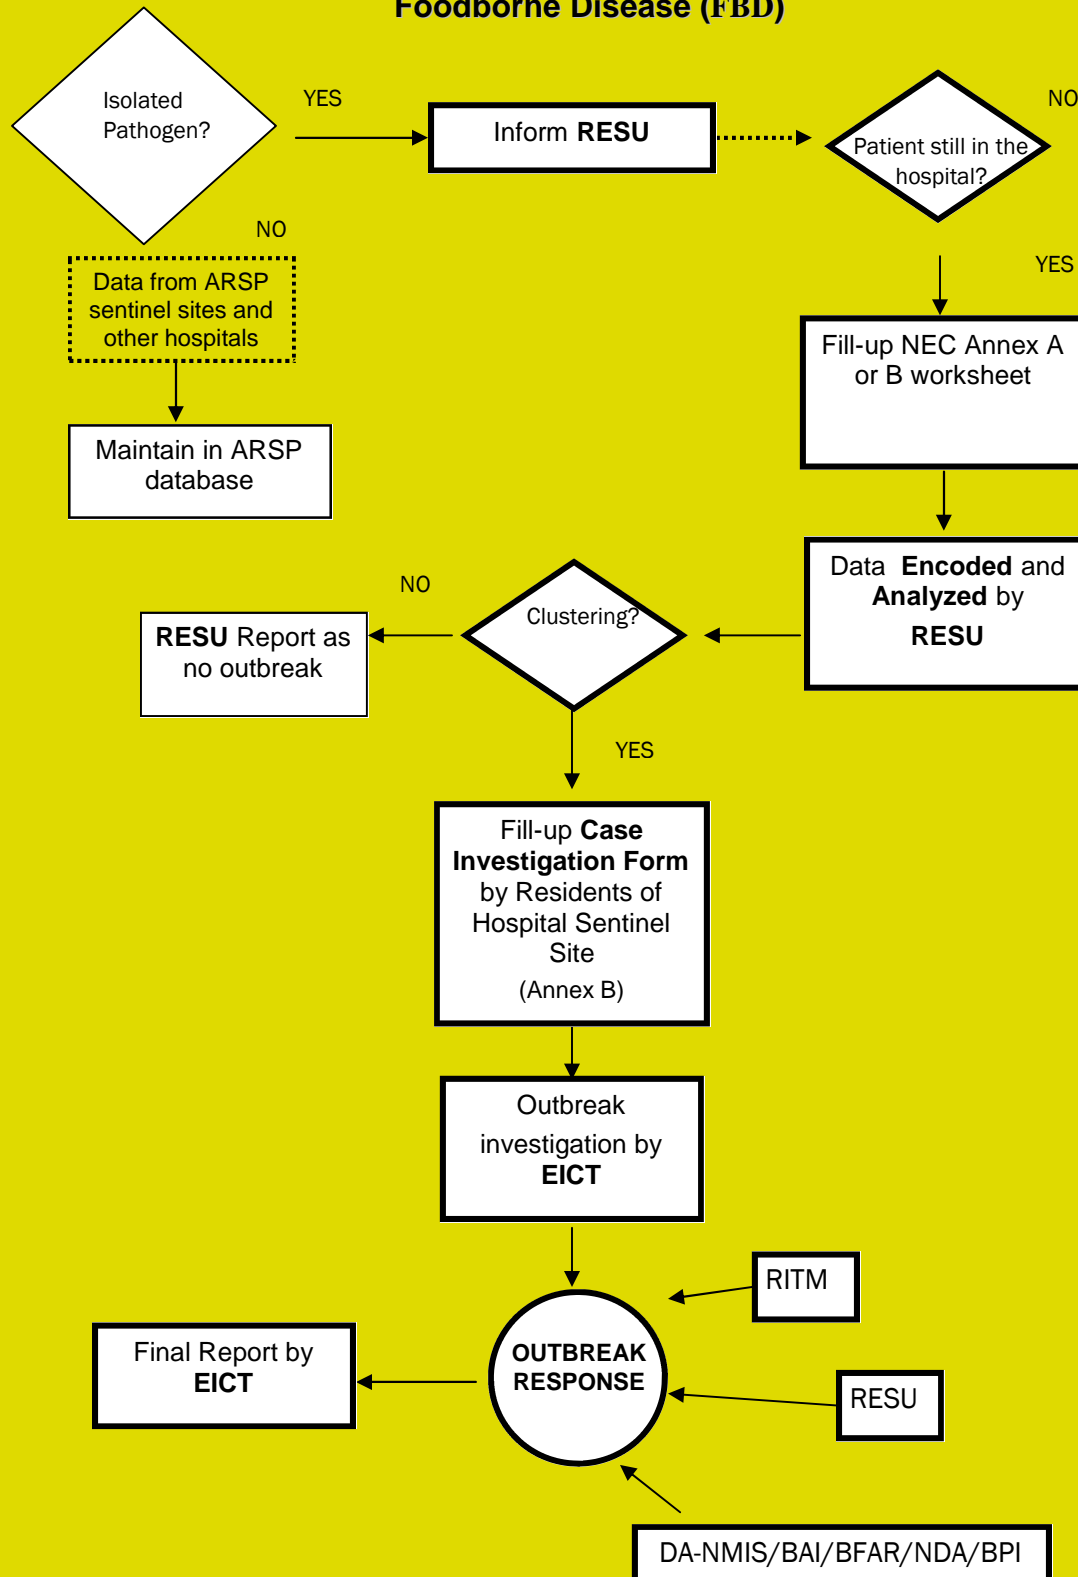 Foodborne Disease (FBD)
Isolated
Pathogen?
YES
Inform RESU
Patient still in the
hospital?
NO
NO
YES
Data from ARSP
sentinel sites and
other hospitals
Maintain in ARSP
database
Fill-up NEC Annex A
or B worksheet
Data Encoded and
Analyzed by
RESU
Clustering?
NO
RESU Report as
no outbreak
YES
Fill-up Case
Investigation Form
by Residents of
Hospital Sentinel
Site
(Annex B)
Outbreak
investigation by
EICT
RITM
OUTBREAK
RESPONSE
Final Report by
EICT
RESU
DA-NMIS/BAI/BFAR/NDA/BPI